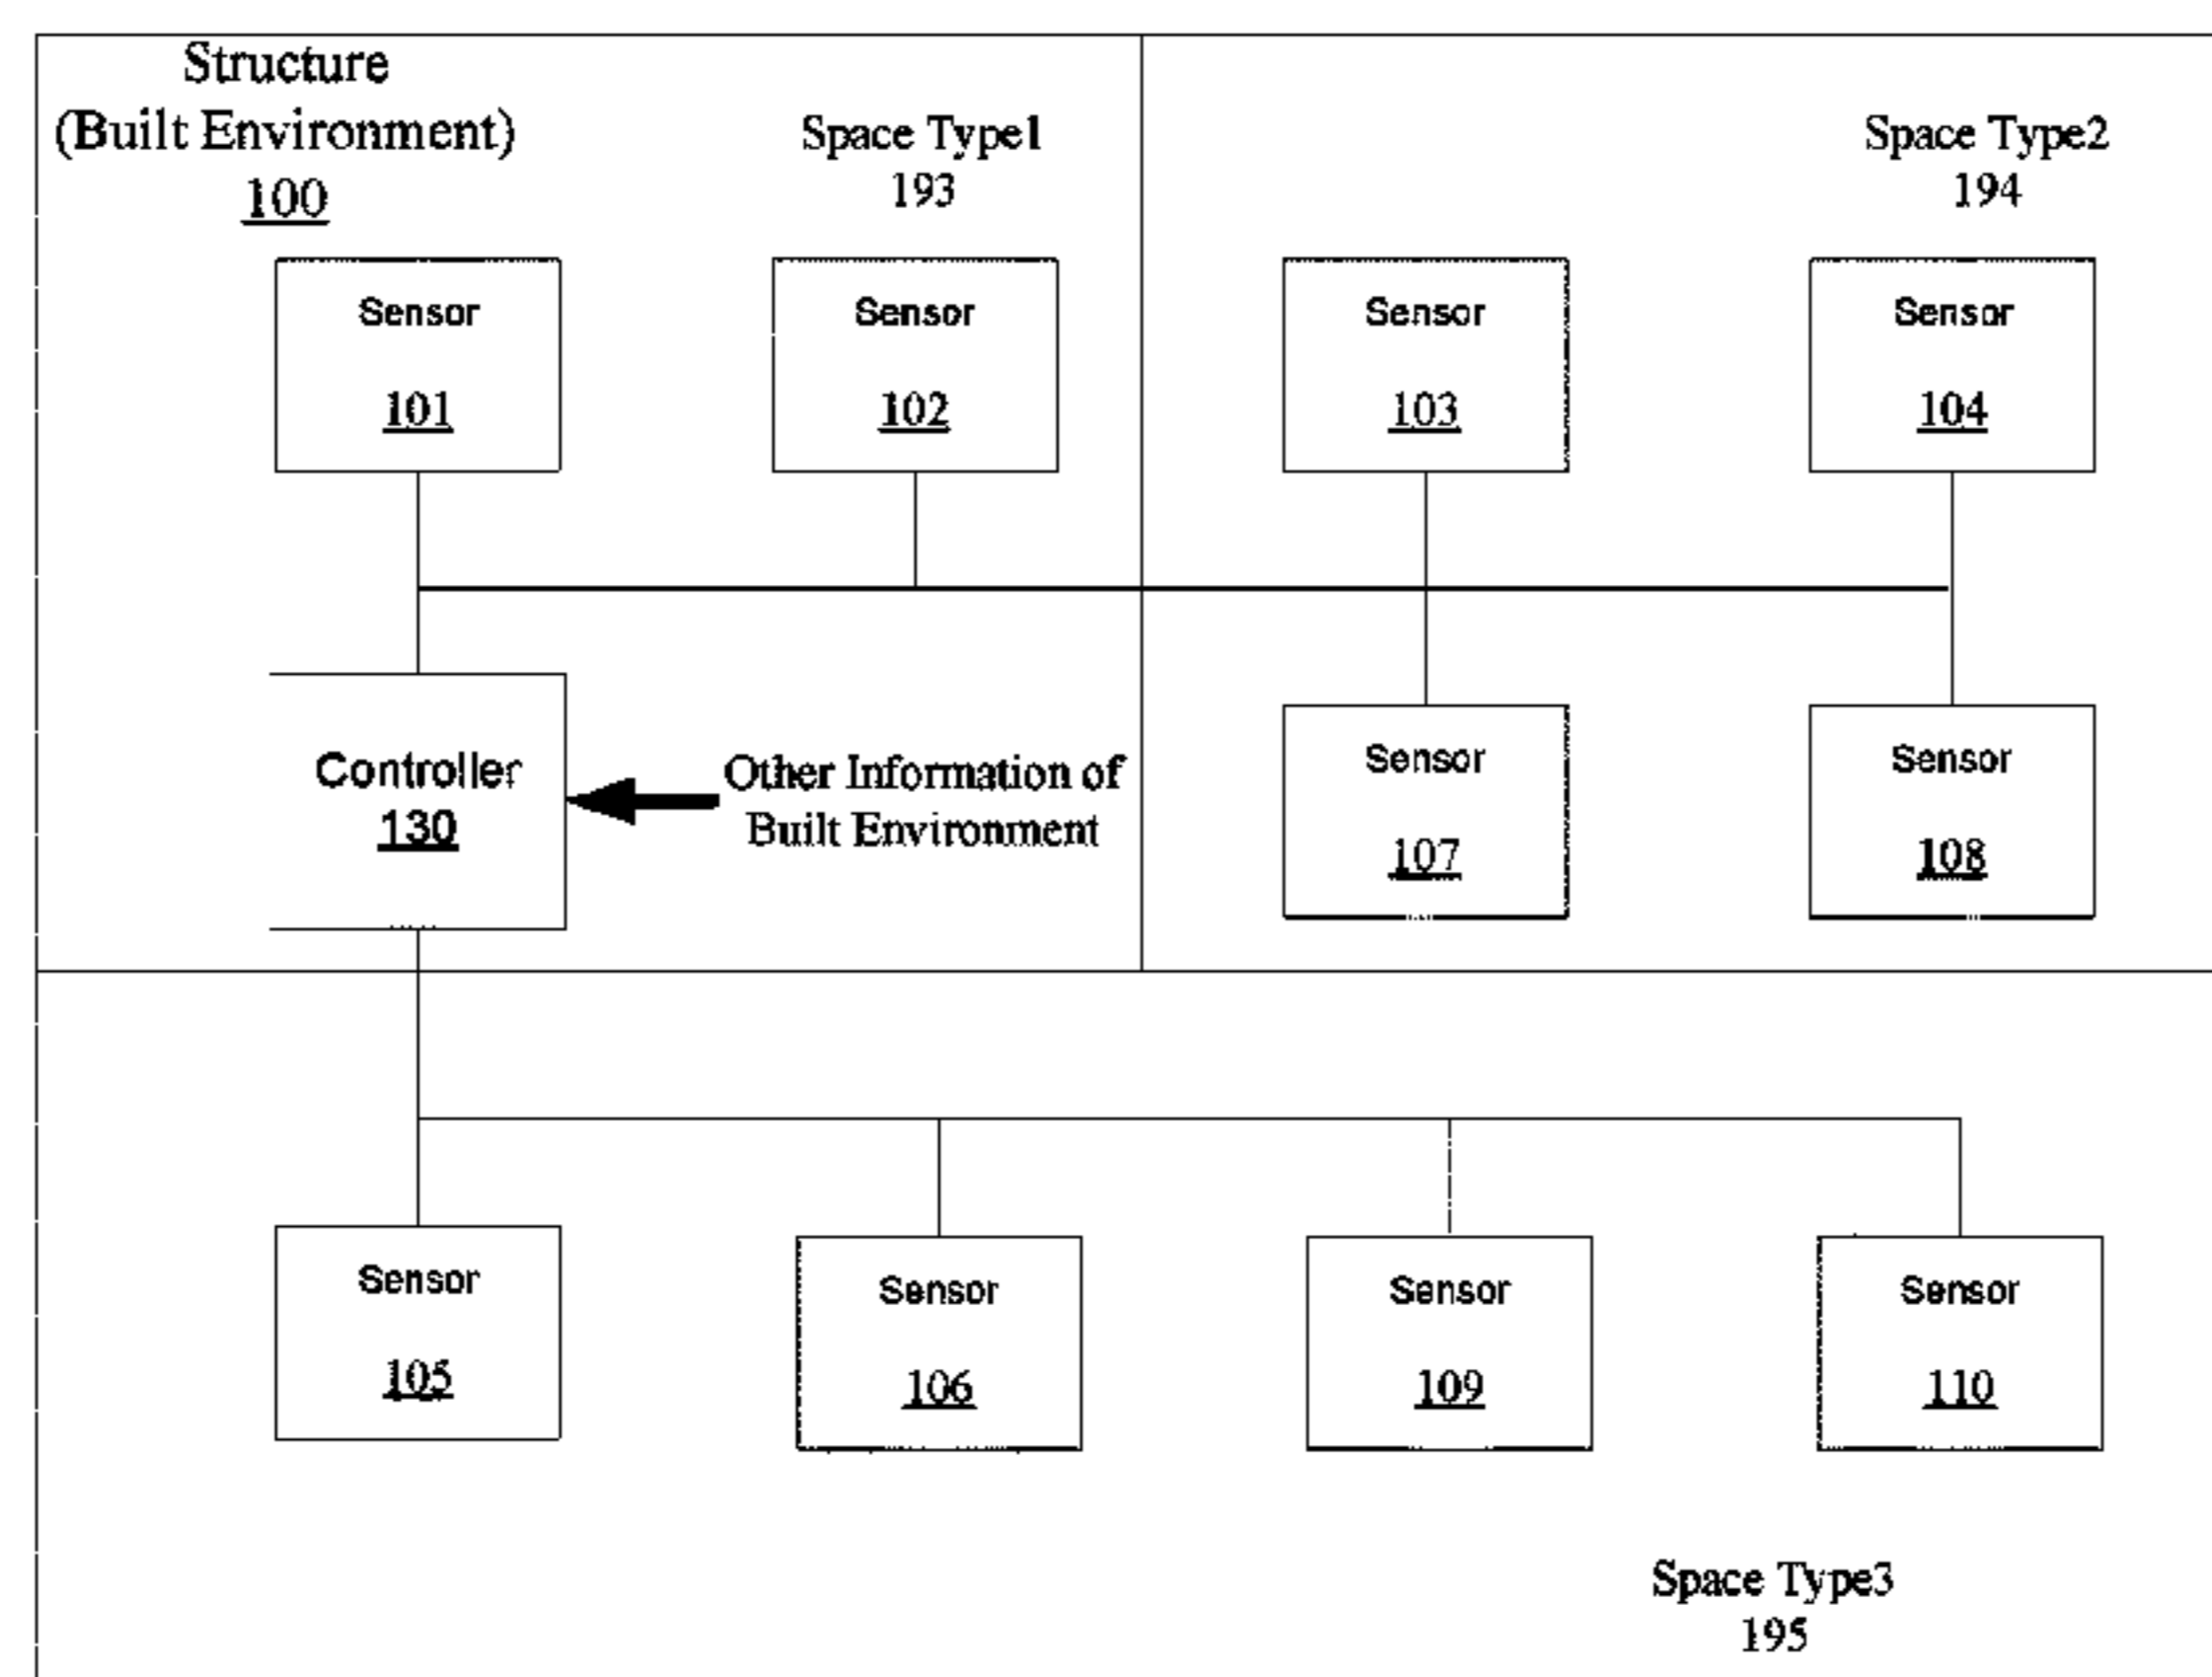 Structure
(Built Environment)
100
Space Type1
193
Space Type2
194
Sensor
101
Sensor
102
Sensor
103
Sensor
104
Controller
130
Other Information of
Built Environment
Sensor
107
Sensor
108
Sensor
105
Sensor
106
Sensor
109
Sensor
110
Space Type3
195